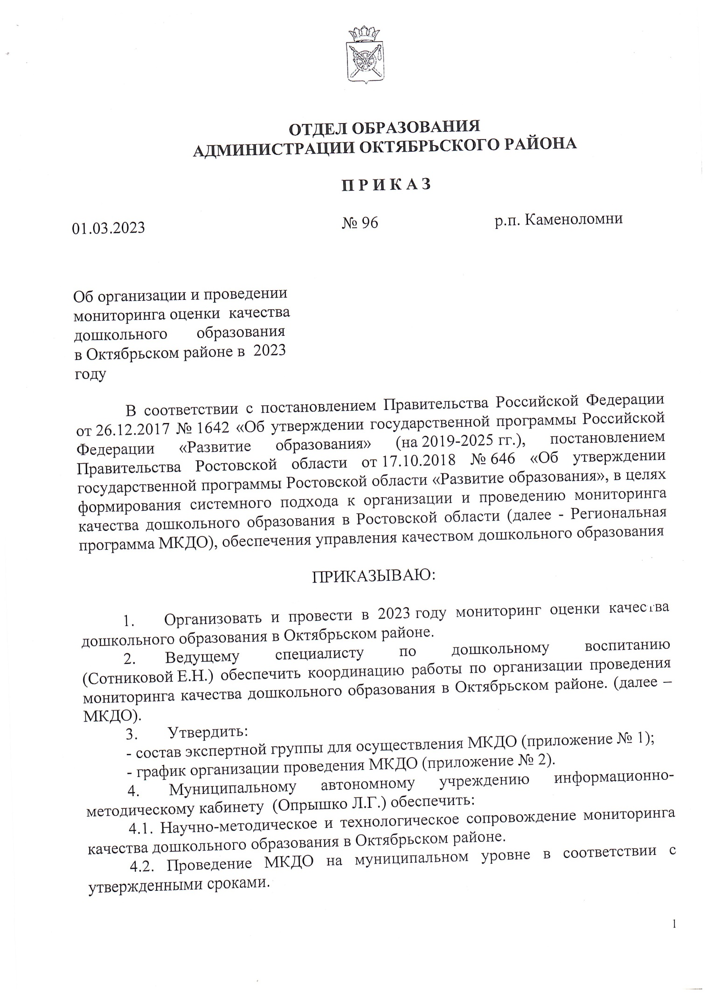 ОТДЕЛ ОБРАЗОВАНИЯ
АДМИНИСТРАЦИИ ОКТЯБРЬСКОГО РАЙОНА
П Р И К А З
01.03.2023 № 96 р.п. Каменоломни
Об организации и проведении
мониторинга оценки качества
дошкольного образования
в Октябрьском районе в 2023
году
В соответствии с постановлением Правительства Российской Федерации
от 26.12.2017 № 1642 «Об утверждении государственной программы Российской
Федерации «Развитие образования» (на 2019-2025 гг.), постановлением
Правительства Ростовской области от 17.10.2018 № 646 «Об утверждении
государственной программы Ростовской области «Развитие образования», в целях
формирования системного подхода к организации и проведению мониторинга
качества дошкольного образования в Ростовской области (далее - Региональная
программа МКДО), обеспечения управления качеством дошкольного образования
ПРИКАЗЫВАЮ:
1. Организовать и провести в 2023 году мониторинг оценки качества
дошкольного образования в Октябрьском районе.
2. Ведущему специалисту по дошкольному воспитанию
(Сотниковой Е.Н.) обеспечить координацию работы по организации проведения
мониторинга качества дошкольного образования в Октябрьском районе. (далее –
МКДО).
3. Утвердить:
- состав экспертной группы для осуществления МКДО (приложение № 1);
- график организации проведения МКДО (приложение № 2).
4. Муниципальному автономному учреждению информационно-
методическому кабинету (Опрышко Л.Г.) обеспечить:
4.1. Научно-методическое и технологическое сопровождение мониторинга
качества дошкольного образования в Октябрьском районе.
4.2. Проведение МКДО на муниципальном уровне в соответствии с
утвержденными сроками.
1